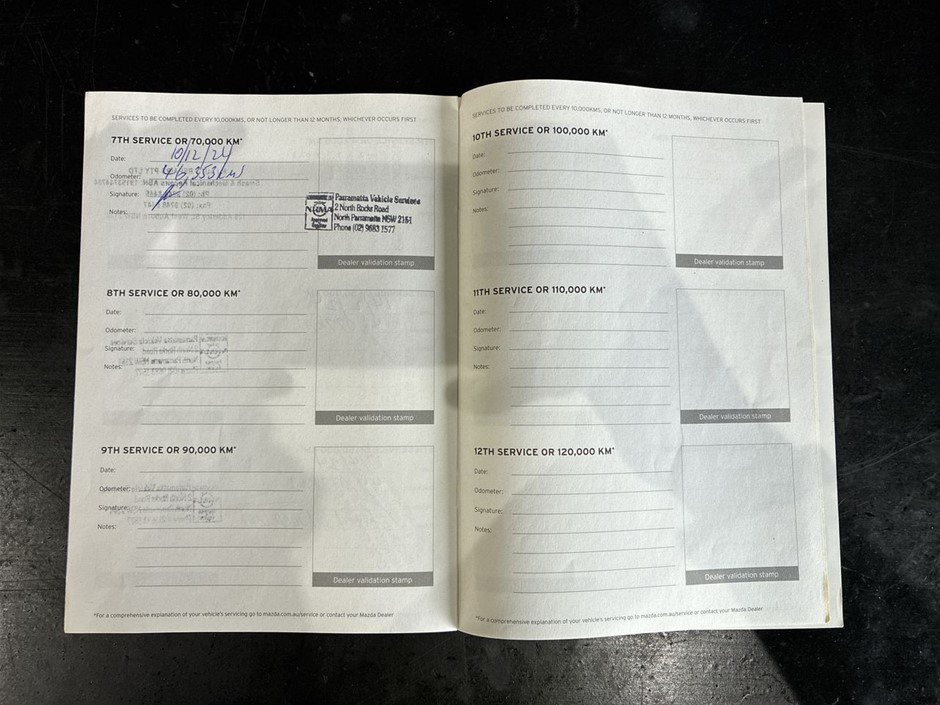 SERVICES TO BE COMPLETED EVERY 10,000KMS, OR NOT LONGER THAN 12 MONTHS, WHICHEVER OCCURS FIRST
7TH SERVICE OR 70,000 KM*
Date: 10/12/24
Odometer: 46,353km
Signature:
Notes:
Parramatta Vehicle Services
2 North Rocks Road
North Parramatta NSW 2151
Phone (02) 9683 1577
Dealer validation stamp
8TH SERVICE OR 80,000 KM*
Date:
Odometer:
Signature:
Notes:
Dealer validation stamp
9TH SERVICE OR 90,000 KM*
Date:
Odometer:
Signature:
Notes:
Dealer validation stamp
*For a comprehensive explanation of your vehicle's servicing go to mazda.com.au/service or contact your Mazda Dealer
SERVICES TO BE COMPLETED EVERY 10,000KMS, OR NOT LONGER THAN 12 MONTHS, WHICHEVER OCCURS FIRST
10TH SERVICE OR 100,000 KM*
Date:
Odometer:
Signature:
Notes:
Dealer validation stamp
11TH SERVICE OR 110,000 KM*
Date:
Odometer:
Signature:
Notes:
Dealer validation stamp
12TH SERVICE OR 120,000 KM*
Date:
Odometer:
Signature:
Notes:
Dealer validation stamp
*For a comprehensive explanation of your vehicle's servicing go to mazda.com.au/service or contact your Mazda Dealer